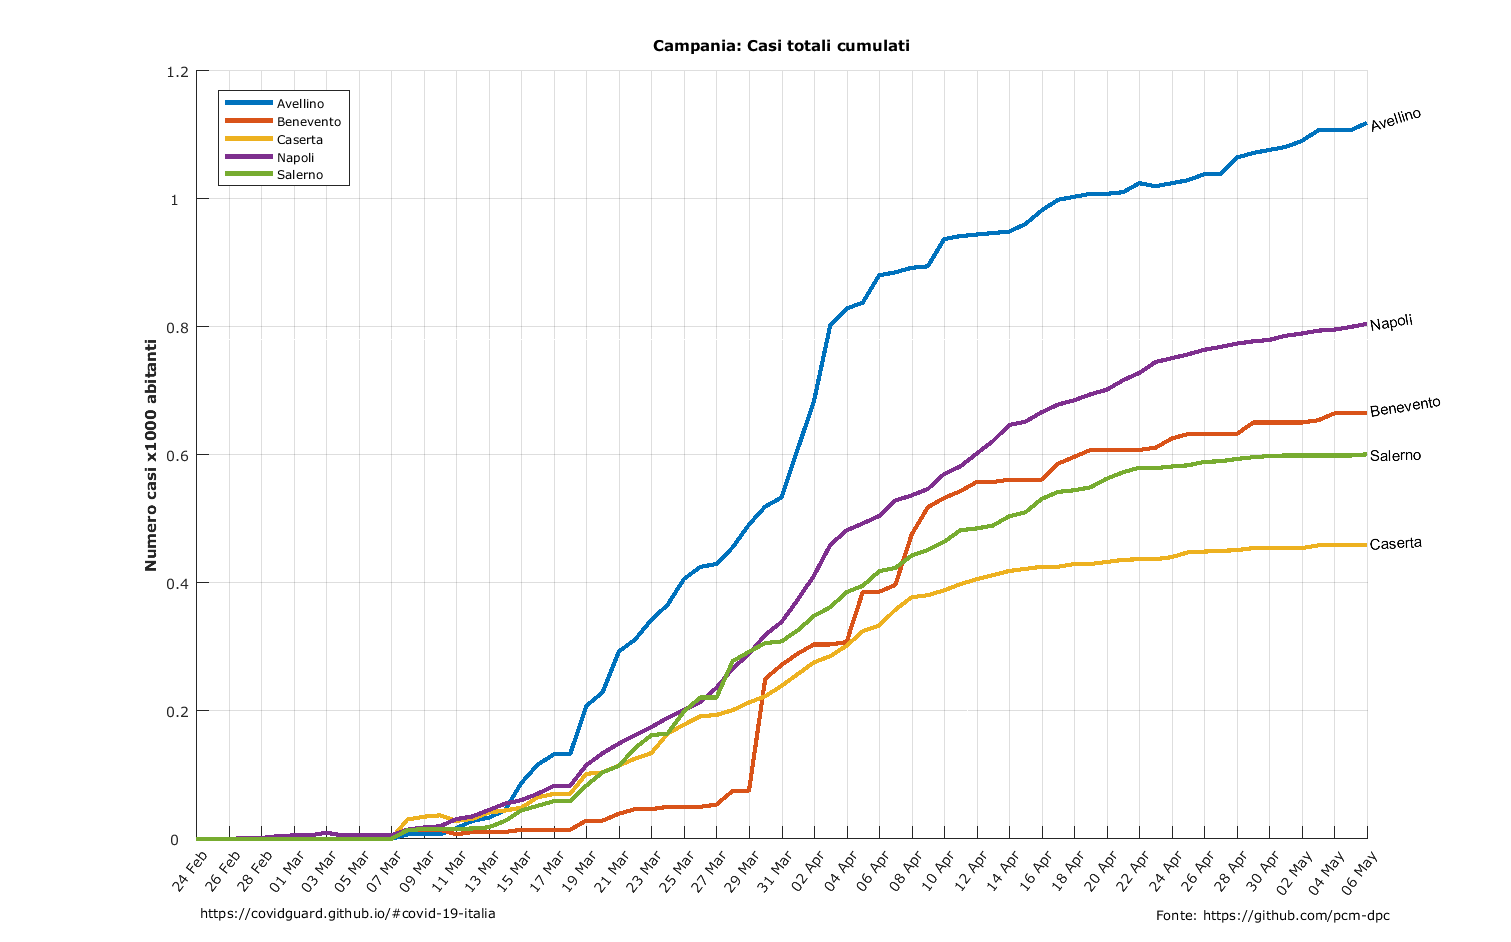 Campania: Casi totali cumulati
Numero casi x1000 abitanti
1.2
1
0.8
0.6
0.4
0.2
0
Avellino
Benevento
Caserta
Napoli
Salerno
Avellino
Napoli
Benevento
Salerno
Caserta
24 Feb
26 Feb
28 Feb
01 Mar
03 Mar
05 Mar
07 Mar
09 Mar
11 Mar
13 Mar
15 Mar
17 Mar
19 Mar
21 Mar
23 Mar
25 Mar
27 Mar
29 Mar
31 Mar
02 Apr
04 Apr
06 Apr
08 Apr
10 Apr
12 Apr
14 Apr
16 Apr
18 Apr
20 Apr
22 Apr
24 Apr
26 Apr
28 Apr
30 Apr
02 May
04 May
06 May
https://covidguard.github.io/#covid-19-italia
Fonte: https://github.com/pcm-dpc